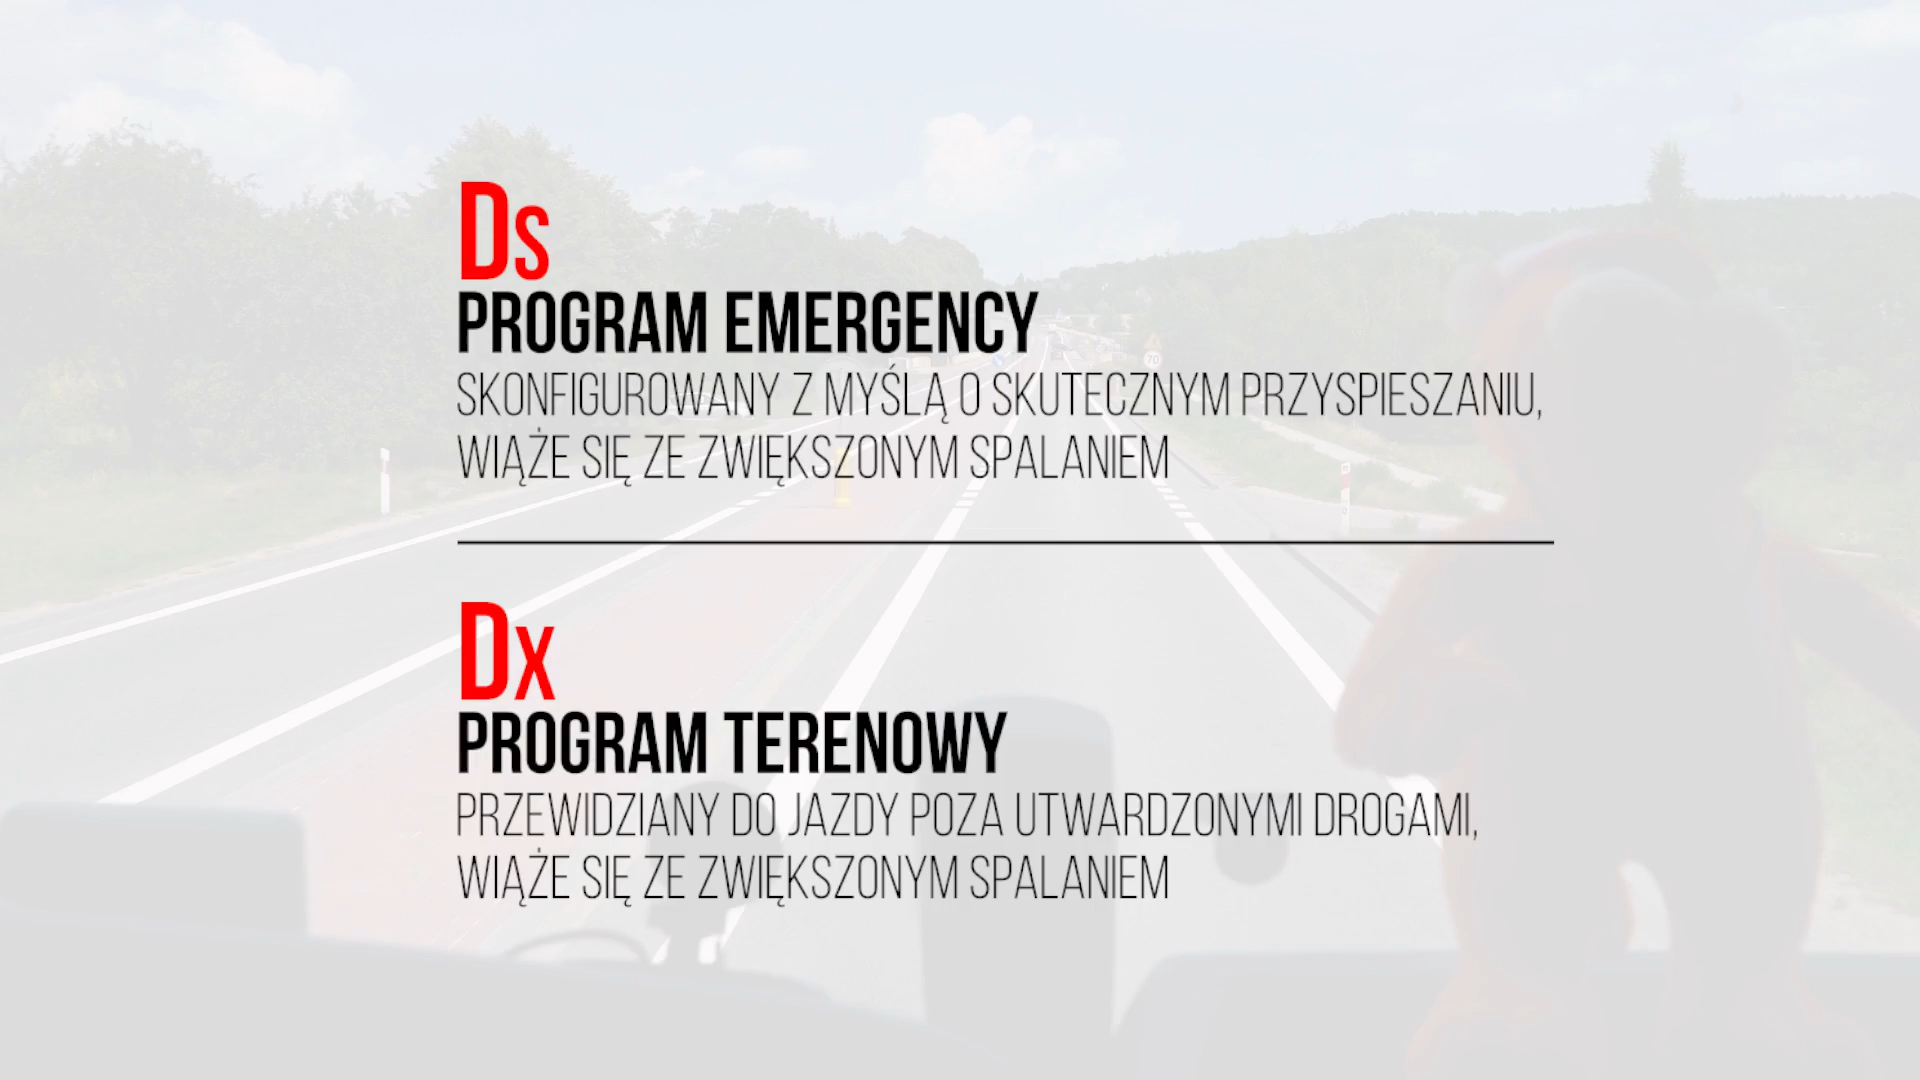 Ds
PROGRAM EMERGENCY
SKONFIGUROWANY Z MYŚLĄ O SKUTECZNYM PRZYSPIESZANIU,
WIĄŻE SIĘ ZE ZWIĘKSZONYM SPALANIEM
Dx
PROGRAM TERENOWY
PRZEWIDZIANY DO JAZDY POZA UTWARDZONYMI DROGAMI,
WIĄŻE SIĘ ZE ZWIĘKSZONYM SPALANIEM
70